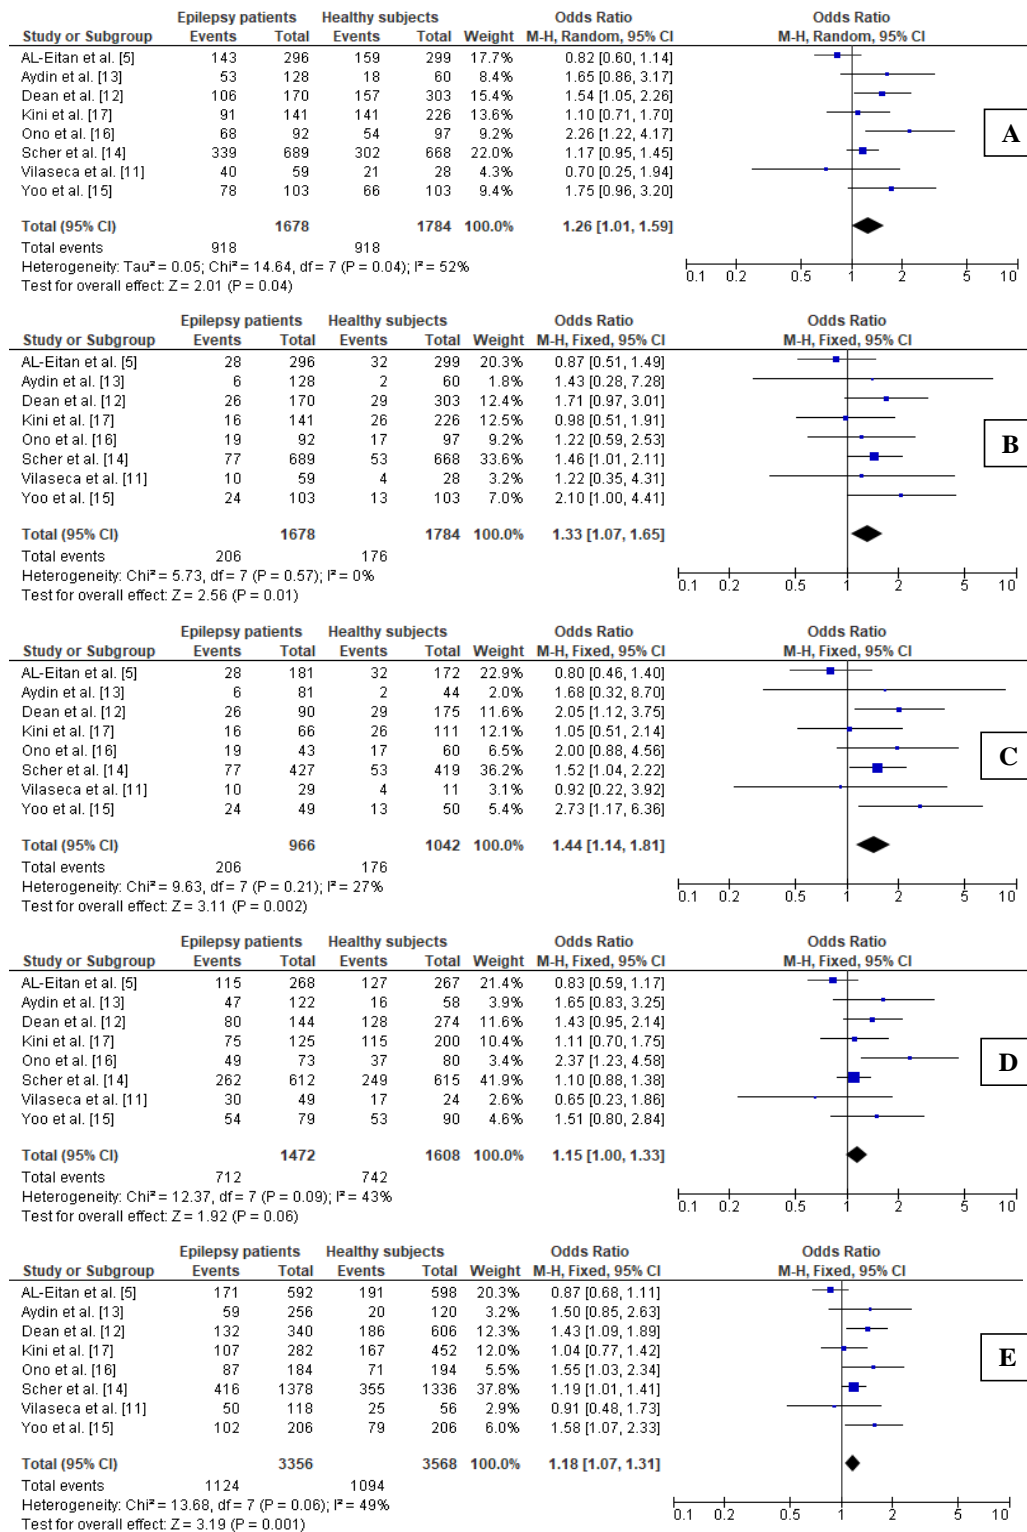 Epilepsy patients Healthy subjects Odds Ratio Odds Ratio
Study or Subgroup Events Total Events Total Weight M-H, Random, 95% CI M-H, Random, 95% CI
AL-Eitan et al. [5] 143 296 159 299 17.7% 0.82 [0.60, 1.14]
Aydin et al. [13] 53 128 18 60 8.4% 1.65 [0.86, 3.17]
Dean et al. [12] 106 170 157 303 15.4% 1.54 [1.05, 2.26]
Kini et al. [17] 91 141 141 226 13.6% 1.10 [0.71, 1.70]
Ono et al. [16] 68 92 54 97 9.2% 2.26 [1.22, 4.17]
Scher et al. [14] 339 689 302 668 22.0% 1.17 [0.95, 1.45]
Vilaseca et al. [11] 40 59 21 28 4.3% 0.70 [0.25, 1.94]
Yoo et al. [15] 78 103 66 103 9.4% 1.75 [0.96, 3.20]
A
Total (95% CI) 1678 1784 100.0% 1.26 [1.01, 1.59]
Total events 918 918
Heterogeneity: Tau² = 0.05; Chi² = 14.64, df = 7 (P = 0.04); I² = 52%
Test for overall effect: Z = 2.01 (P = 0.04)
0.1 0.2 0.5 1 2 5 10
Epilepsy patients Healthy subjects Odds Ratio Odds Ratio
Study or Subgroup Events Total Events Total Weight M-H, Fixed, 95% CI M-H, Fixed, 95% CI
AL-Eitan et al. [5] 28 296 32 299 20.3% 0.87 [0.51, 1.49]
Aydin et al. [13] 6 128 2 60 1.8% 1.43 [0.28, 7.28]
Dean et al. [12] 26 170 29 303 12.4% 1.71 [0.97, 3.01]
Kini et al. [17] 16 141 26 226 12.5% 0.98 [0.51, 1.91]
Ono et al. [16] 19 92 17 97 9.2% 1.22 [0.59, 2.53]
Scher et al. [14] 77 689 53 668 33.6% 1.46 [1.01, 2.11]
Vilaseca et al. [11] 10 59 4 28 3.2% 1.22 [0.35, 4.31]
Yoo et al. [15] 24 103 13 103 7.0% 2.10 [1.00, 4.41]
B
Total (95% CI) 1678 1784 100.0% 1.33 [1.07, 1.65]
Total events 206 176
Heterogeneity: Chi² = 5.73, df = 7 (P = 0.57); I² = 0%
Test for overall effect: Z = 2.56 (P = 0.01)
0.1 0.2 0.5 1 2 5 10
Epilepsy patients Healthy subjects Odds Ratio Odds Ratio
Study or Subgroup Events Total Events Total Weight M-H, Fixed, 95% CI M-H, Fixed, 95% CI
AL-Eitan et al. [5] 28 181 32 172 22.9% 0.80 [0.46, 1.40]
Aydin et al. [13] 6 81 2 44 2.0% 1.68 [0.32, 8.70]
Dean et al. [12] 26 90 29 175 11.6% 2.05 [1.12, 3.75]
Kini et al. [17] 16 66 26 111 12.1% 1.05 [0.51, 2.14]
Ono et al. [16] 19 43 17 60 6.5% 2.00 [0.88, 4.56]
Scher et al. [14] 77 427 53 419 36.2% 1.52 [1.04, 2.22]
Vilaseca et al. [11] 10 29 4 11 3.1% 0.92 [0.22, 3.92]
Yoo et al. [15] 24 49 13 50 5.4% 2.73 [1.17, 6.36]
C
Total (95% CI) 966 1042 100.0% 1.44 [1.14, 1.81]
Total events 206 176
Heterogeneity: Chi² = 9.63, df = 7 (P = 0.21); I² = 27%
Test for overall effect: Z = 3.11 (P = 0.002)
0.1 0.2 0.5 1 2 5 10
Epilepsy patients Healthy subjects Odds Ratio Odds Ratio
Study or Subgroup Events Total Events Total Weight M-H, Fixed, 95% CI M-H, Fixed, 95% CI
AL-Eitan et al. [5] 115 268 127 267 21.4% 0.83 [0.59, 1.17]
Aydin et al. [13] 47 122 16 58 3.9% 1.65 [0.83, 3.25]
Dean et al. [12] 80 144 128 274 11.6% 1.43 [0.95, 2.14]
Kini et al. [17] 75 125 115 200 10.4% 1.11 [0.70, 1.75]
Ono et al. [16] 49 73 37 80 3.4% 2.37 [1.23, 4.58]
Scher et al. [14] 262 612 249 615 41.9% 1.10 [0.88, 1.38]
Vilaseca et al. [11] 30 49 17 24 2.6% 0.65 [0.23, 1.86]
Yoo et al. [15] 54 79 53 90 4.6% 1.51 [0.80, 2.84]
D
Total (95% CI) 1472 1608 100.0% 1.15 [1.00, 1.33]
Total events 712 742
Heterogeneity: Chi² = 12.37, df = 7 (P = 0.09); I² = 43%
Test for overall effect: Z = 1.92 (P = 0.06)
0.1 0.2 0.5 1 2 5 10
Epilepsy patients Healthy subjects Odds Ratio Odds Ratio
Study or Subgroup Events Total Events Total Weight M-H, Fixed, 95% CI M-H, Fixed, 95% CI
AL-Eitan et al. [5] 171 592 191 598 20.3% 0.87 [0.68, 1.11]
Aydin et al. [13] 59 256 20 120 3.2% 1.50 [0.85, 2.63]
Dean et al. [12] 132 340 186 606 12.3% 1.43 [1.09, 1.89]
Kini et al. [17] 107 282 167 452 12.0% 1.04 [0.77, 1.42]
Ono et al. [16] 87 184 71 194 5.5% 1.55 [1.03, 2.34]
Scher et al. [14] 416 1378 355 1336 37.8% 1.19 [1.01, 1.41]
Vilaseca et al. [11] 50 118 25 56 2.9% 0.91 [0.48, 1.73]
Yoo et al. [15] 102 206 79 206 6.0% 1.58 [1.07, 2.33]
E
Total (95% CI) 3356 3568 100.0% 1.18 [1.07, 1.31]
Total events 1124 1094
Heterogeneity: Chi² = 13.68, df = 7 (P = 0.06); I² = 49%
Test for overall effect: Z = 3.19 (P = 0.001)
0.1 0.2 0.5 1 2 5 10